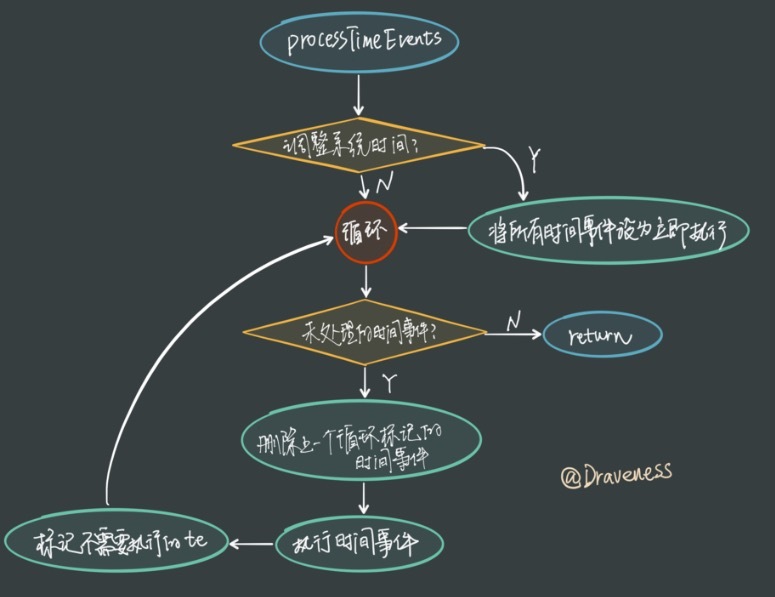 processTimeEvents
调整系统时间?
Y
N
循环
将所有时间事件设为立即执行
未处理的时间事件?
N
return
Y
删除上一个循环标记的
时间事件
@Draveness
标记不需要执行的te
执行时间事件